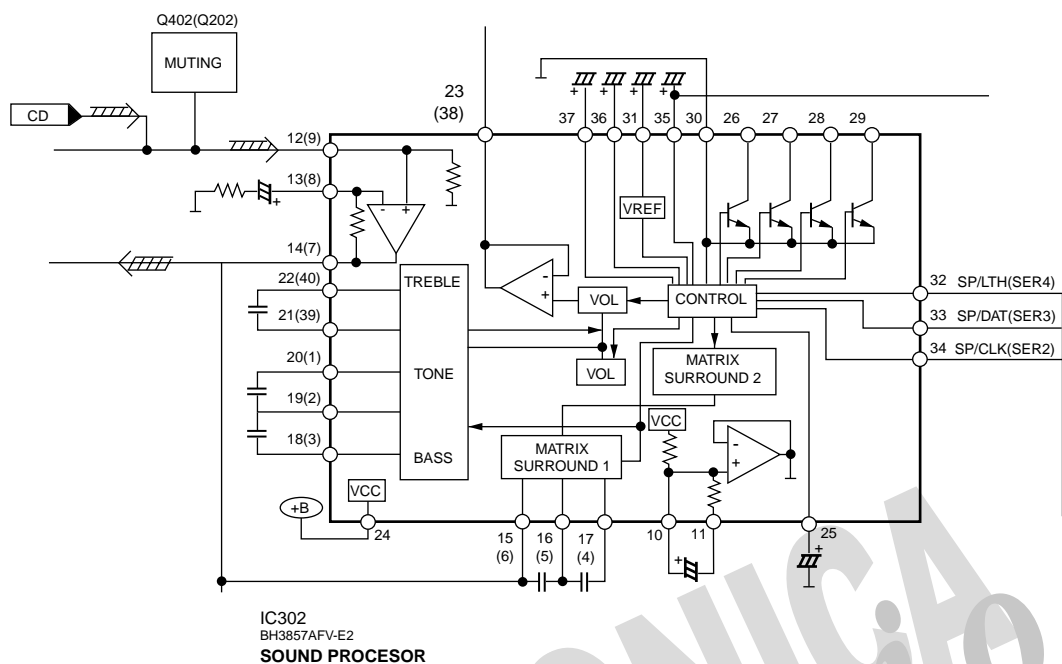 Q402(Q202)
MUTING
CD
23
(38)
37 36 31 35 30 26 27 28 29
12(9)
13(8)
14(7)
22(40)
21(39)
20(1)
19(2)
18(3)
- +
VREF
TREBLE
TONE
BASS
-
+
VOL
VOL
CONTROL
MATRIX
SURROUND 2
32 SP/LTH(SER4)
33 SP/DAT(SER3)
34 SP/CLK(SER2)
MATRIX
SURROUND 1
VCC
-
+
VCC
+B
24
15
(6)
16
(5)
17
(4)
10
11
25
IC302
BH3857AFV-E2
SOUND PROCESOR